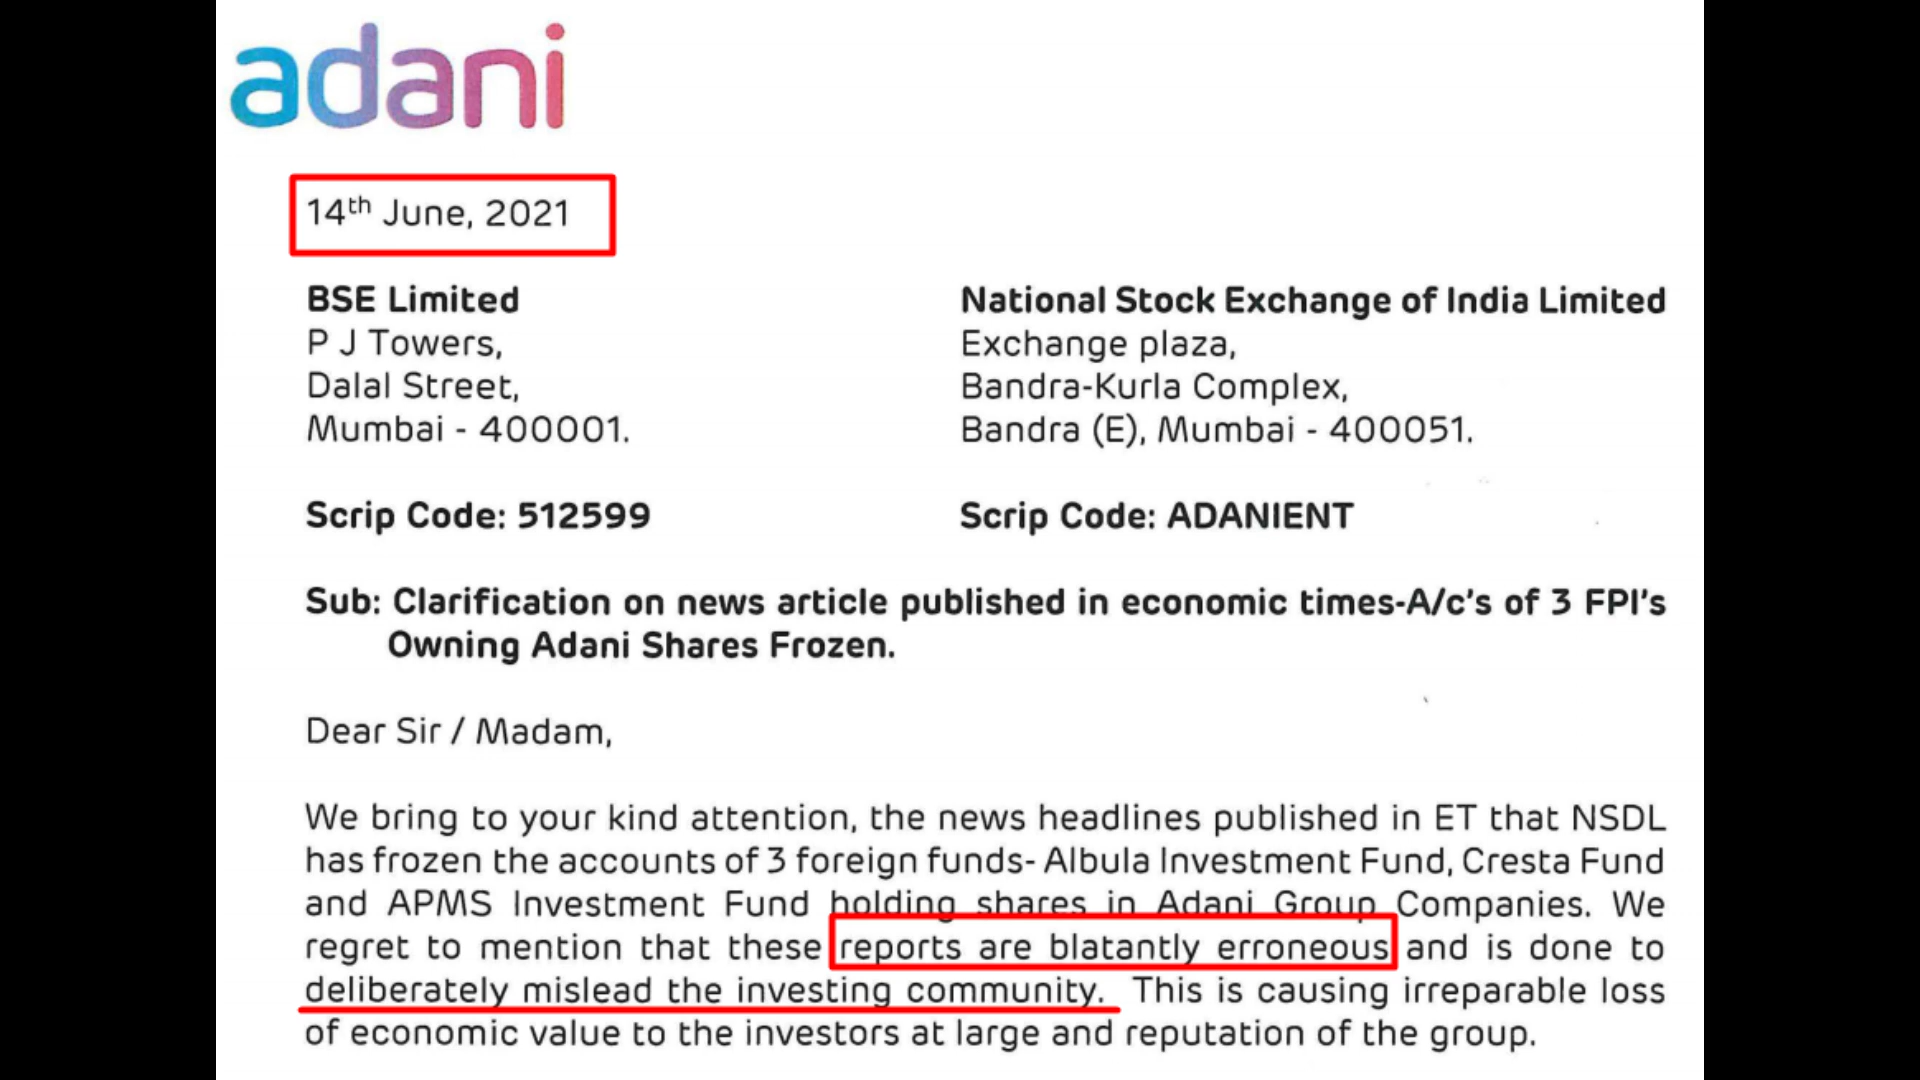 adani
14th June, 2021
BSE Limited
P J Towers,
Dalal Street,
Mumbai - 400001.
National Stock Exchange of India Limited
Exchange plaza,
Bandra-Kurla Complex,
Bandra (E), Mumbai - 400051.
Scrip Code: 512599
Scrip Code: ADANIENT
Sub: Clarification on news article published in economic times-A/c's of 3 FPI's
Owning Adani Shares Frozen.
Dear Sir / Madam,
We bring to your kind attention, the news headlines published in ET that NSDL
has frozen the accounts of 3 foreign funds- Albula Investment Fund, Cresta Fund
and APMS Investment Fund holding shares in Adani Group Companies. We
regret to mention that these reports are blatantly erroneous and is done to
deliberately mislead the investing community. This is causing irreparable loss
of economic value to the investors at large and reputation of the group.